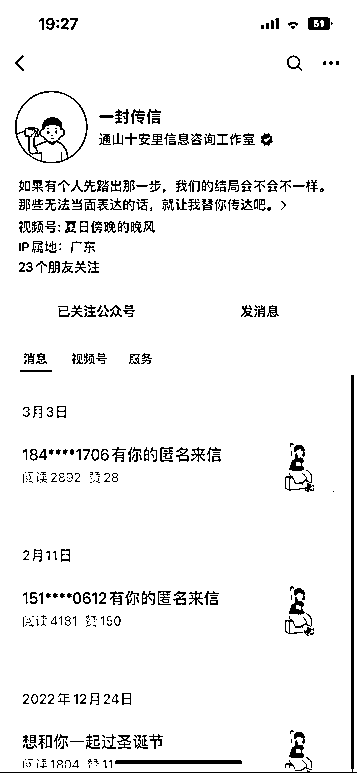 19:27
51
一封传信
通山十安里信息咨询工作室
如果有个人先踏出那一步，我们的结局会不会不一样。
那些无法当面表达的话，就让我替你传达吧。
视频号: 夏日傍晚的晚风
IP属地：广东
23个朋友关注
已关注公众号 发消息
消息 视频号 服务
3月3日
184****1706有你的匿名来信
阅读 2892 赞 28
2月11日
151****0612有你的匿名来信
阅读 4181 赞 150
2022年12月24日
想和你一起过圣诞节
阅读 1804 赞 11